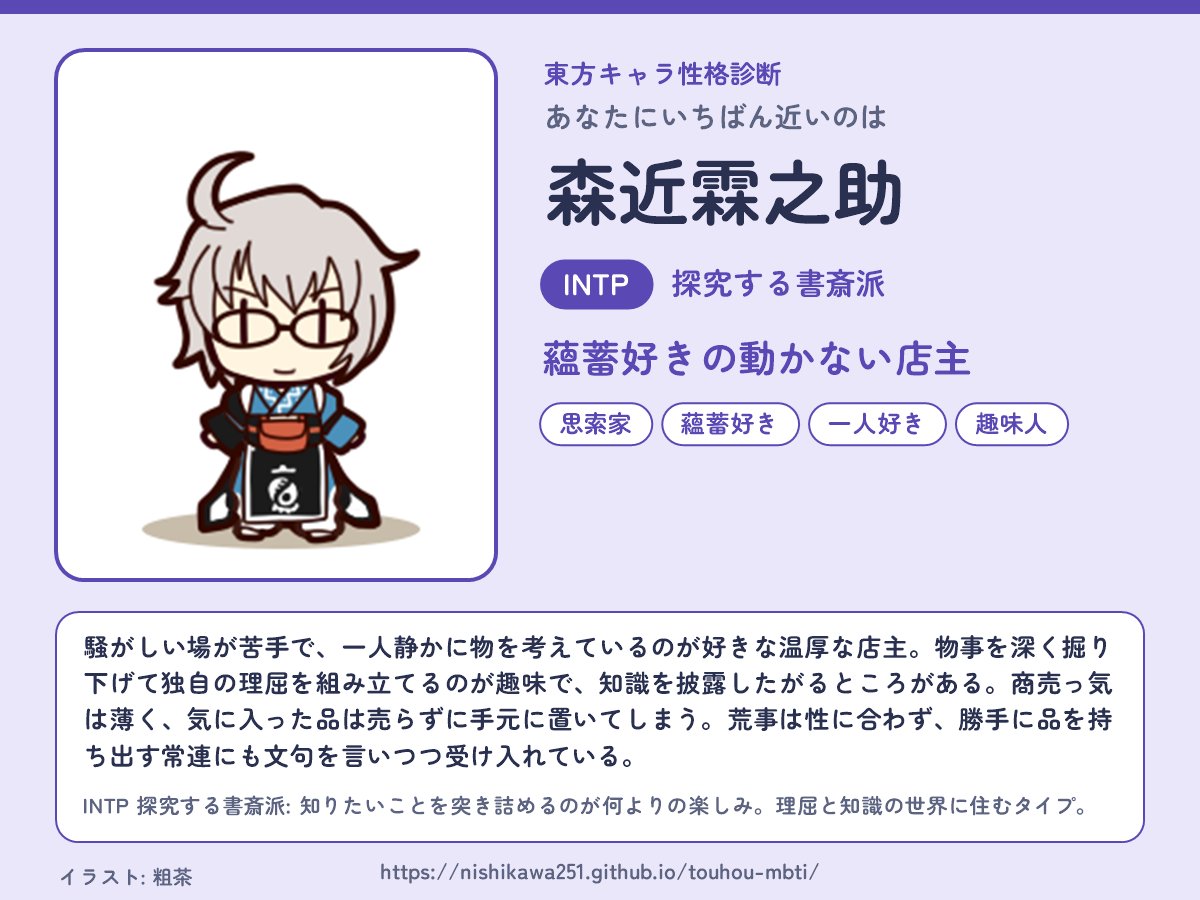 東方キャラ性格診断
あなたにいちばん近いのは
森近霖之助
INTP 探究する書斎派
蘊蓄好きの動かない店主
思索家 蘊蓄好き 一人好き 趣味人
騒がしい場が苦手で、一人静かに物を考えているのが好きな温厚な店主。物事を深く掘り
下げて独自の理屈を組み立てるのが趣味で、知識を披露したがるところがある。商売っ気
は薄く、気に入った品は売らずに手元に置いてしまう。荒事は性に合わず、勝手に品を持
ち出す常連にも文句を言いつつ受け入れている。
INTP 探究する書斎派: 知りたいことを突き詰めるのが何よりの楽しみ。理屈と知識の世界に住むタイプ。
イラスト: 粗茶
https://nishikawa251.github.io/touhou-mbti/